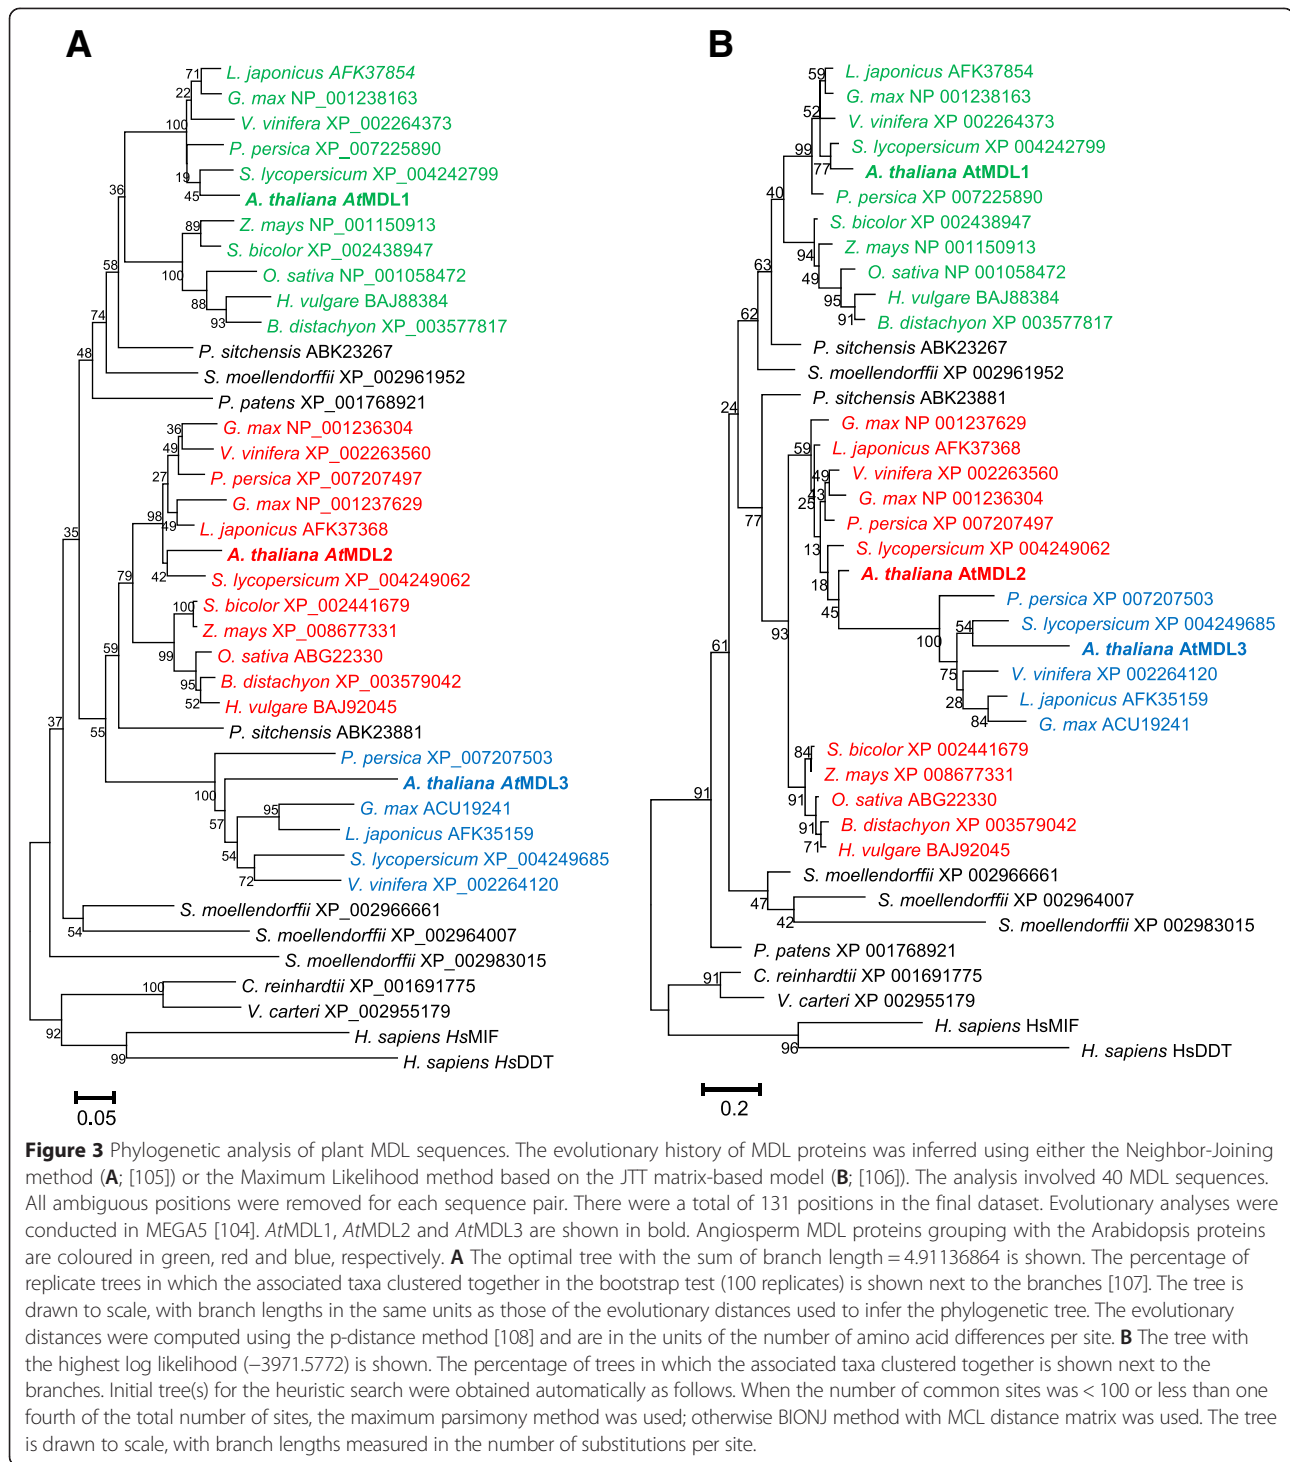 A
71
L. japonicus AFK37854
22
G. max NP_001238163
V. vinifera XP_002264373
100
P. persica XP_007225890
19
S. lycopersicum XP_004242799
45
A. thaliana AtMDL1
36
89
Z. mays NP_001150913
S. bicolor XP_002438947
58
100
O. sativa NP_001058472
88
H. vulgare BAJ88384
74
93
B. distachyon XP_003577817
48
P. sitchensis ABK23267
S. moellendorffii XP_002961952
P. patens XP_001768921
36
G. max NP_001236304
49
V. vinifera XP_002263560
27
P. persica XP_007207497
G. max NP_001237629
98
49
L. japonicus AFK37368
35
A. thaliana AtMDL2
79
42
S. lycopersicum XP_004249062
100
S. bicolor XP_002441679
Z. mays XP_008677331
59
99
O. sativa ABG22330
95
B. distachyon XP_003579042
52
H. vulgare BAJ92045
37
55
P. sitchensis ABK23881
P. persica XP_007207503
A. thaliana AtMDL3
100
95
G. max ACU19241
57
L. japonicus AFK35159
54
S. lycopersicum XP_004249685
72
V. vinifera XP_002264120
S. moellendorffii XP_002966661
54
S. moellendorffii XP_002964007
S. moellendorffii XP_002983015
100
C. reinhardtii XP_001691775
V. carteri XP_002955179
92
H. sapiens HsMIF
99
H. sapiens HsDDT
0.05
B
59
L. japonicus AFK37854
G. max NP 001238163
52
V. vinifera XP 002264373
99
S. lycopersicum XP 004242799
77
A. thaliana AtMDL1
40
P. persica XP 007225890
S. bicolor XP 002438947
94
Z. mays NP 001150913
63
49
O. sativa NP 001058472
95
H. vulgare BAJ88384
62
91
B. distachyon XP 003577817
P. sitchensis ABK23267
S. moellendorffii XP 002961952
24
P. sitchensis ABK23881
G. max NP 001237629
59
L. japonicus AFK37368
49
V. vinifera XP 002263560
43
G. max NP 001236304
25
77
P. persica XP 007207497
13
S. lycopersicum XP 004249062
18
A. thaliana AtMDL2
45
P. persica XP 007207503
93
54
S. lycopersicum XP 004249685
100
A. thaliana AtMDL3
61
75
V. vinifera XP 002264120
28
L. japonicus AFK35159
84
G. max ACU19241
84
S. bicolor XP 002441679
Z. mays XP 008677331
91
91
O. sativa ABG22330
91
B. distachyon XP 003579042
71
H. vulgare BAJ92045
S. moellendorffii XP 002966661
47
S. moellendorffii XP 002964007
42
S. moellendorffii XP 002983015
P. patens XP 001768921
91
C. reinhardtii XP 001691775
V. carteri XP 002955179
H. sapiens HsMIF
96
H. sapiens HsDDT
0.2
Figure 3 Phylogenetic analysis of plant MDL sequences. The evolutionary history of MDL proteins was inferred using either the Neighbor-Joining
method (A; [105]) or the Maximum Likelihood method based on the JTT matrix-based model (B; [106]). The analysis involved 40 MDL sequences.
All ambiguous positions were removed for each sequence pair. There were a total of 131 positions in the final dataset. Evolutionary analyses were
conducted in MEGA5 [104]. AtMDL1, AtMDL2 and AtMDL3 are shown in bold. Angiosperm MDL proteins grouping with the Arabidopsis proteins
are coloured in green, red and blue, respectively. A The optimal tree with the sum of branch length = 4.91136864 is shown. The percentage of
replicate trees in which the associated taxa clustered together in the bootstrap test (100 replicates) is shown next to the branches [107]. The tree is
drawn to scale, with branch lengths in the same units as those of the evolutionary distances used to infer the phylogenetic tree. The evolutionary
distances were computed using the p-distance method [108] and are in the units of the number of amino acid differences per site. B The tree with
the highest log likelihood (−3971.5772) is shown. The percentage of trees in which the associated taxa clustered together is shown next to the
branches. Initial tree(s) for the heuristic search were obtained automatically as follows. When the number of common sites was < 100 or less than one
fourth of the total number of sites, the maximum parsimony method was used; otherwise BIONJ method with MCL distance matrix was used. The tree
is drawn to scale, with branch lengths measured in the number of substitutions per site.